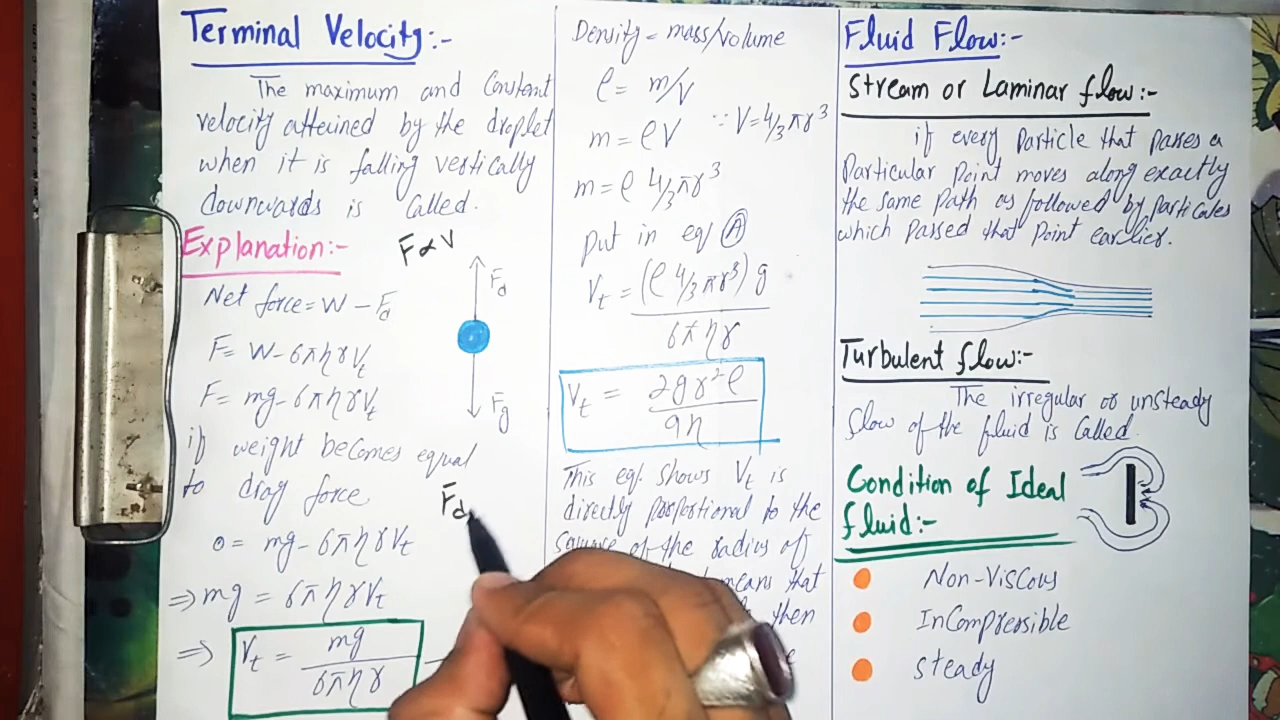 Terminal Velocity:-
The maximum and Constant
velocity attained by the droplet
when it is falling vertically
downwards is Called.
Explanation:-
F∝V
Net force = W - Fd
F = W - 6πηrVt
F = mg - 6πηrVt
Fd
Fg
if weight becomes equal
to drag force
Fd
0 = mg - 6πηrVt
⇒ mg = 6πηrVt
⇒ Vt = mg / 6πηr
Density = mass/volume
ρ = m/V
m = ρV ∵ V = 4/3πr³
m = ρ 4/3πr³
put in eq Ⓐ
Vt = (ρ 4/3πr³) g / 6πηr
Vt = 2gr²ρ / 9η
This eq. shows Vt is
directly porportional to the
square of the radius of
means that
then
Fluid Flow:-
Stream or Laminar flow:-
if every particle that passes a
Particular Point moves along exactly
the same Path as followed by particales
which passed that point earlier.
Turbulent flow:-
The irregular or unsteady
flow of the fluid is Called.
Condition of Ideal
fluid:-
Non-Viscous
InCompressible
Steady